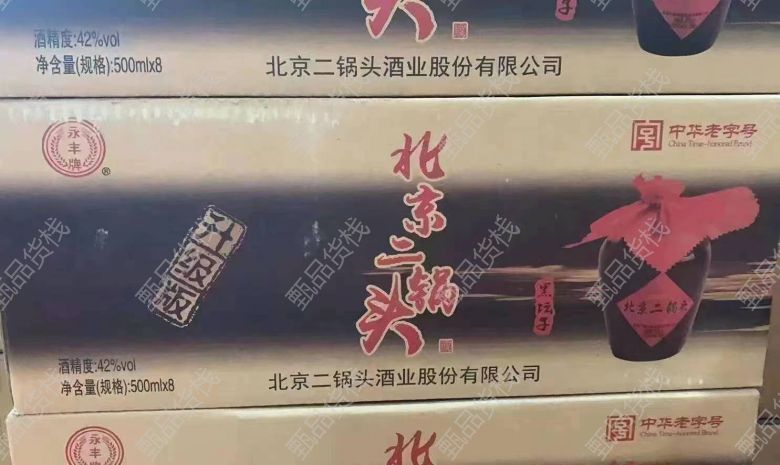 酒精度:42%vol
净含量(规格):500mlx8
北京二锅头酒业股份有限公司
永丰牌
®
中华老字号
China Time-honored Brand
北京二锅头
升级版
黑坛子
北京二锅头
酒精度:42%vol
净含量(规格):500mlx8
北京二锅头酒业股份有限公司
永丰牌
北
中华老字号
China Time-honored Brand
甄品货栈